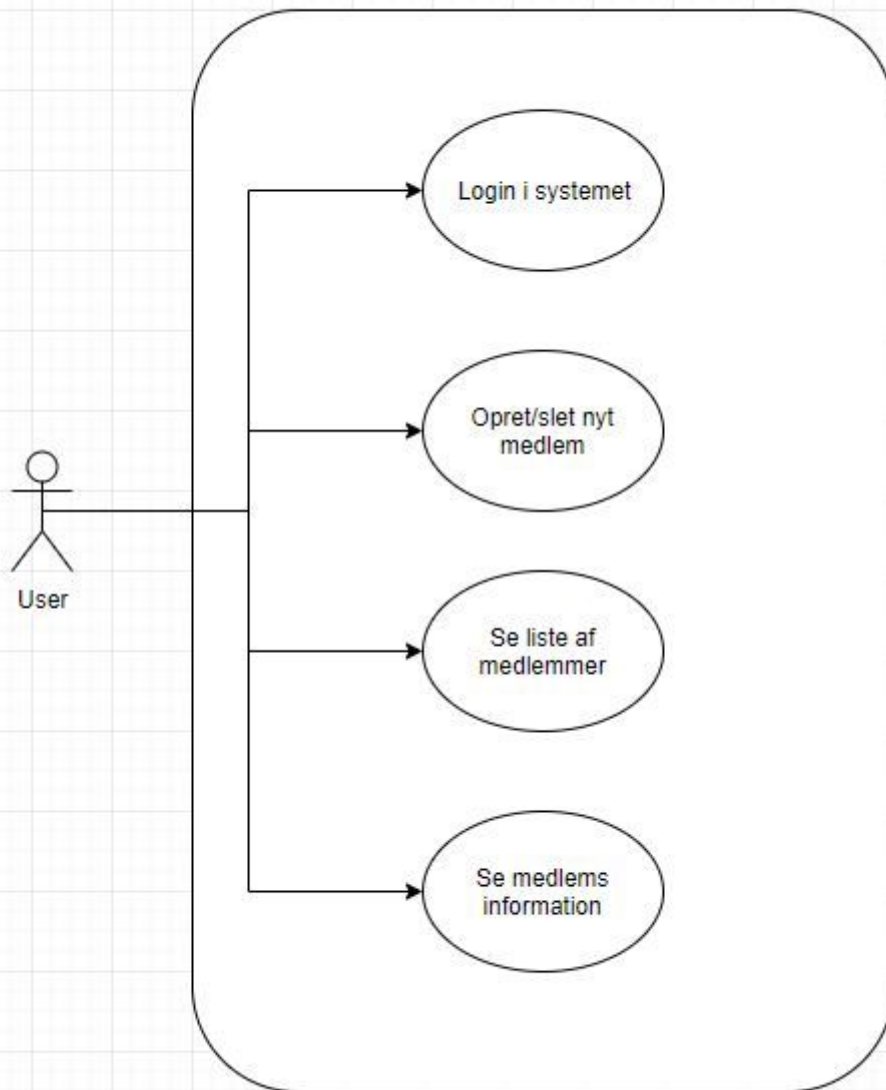 Login i systemet
Opret/slet nyt
medlem
User
Se liste af
medlemmer
Se medlems
information